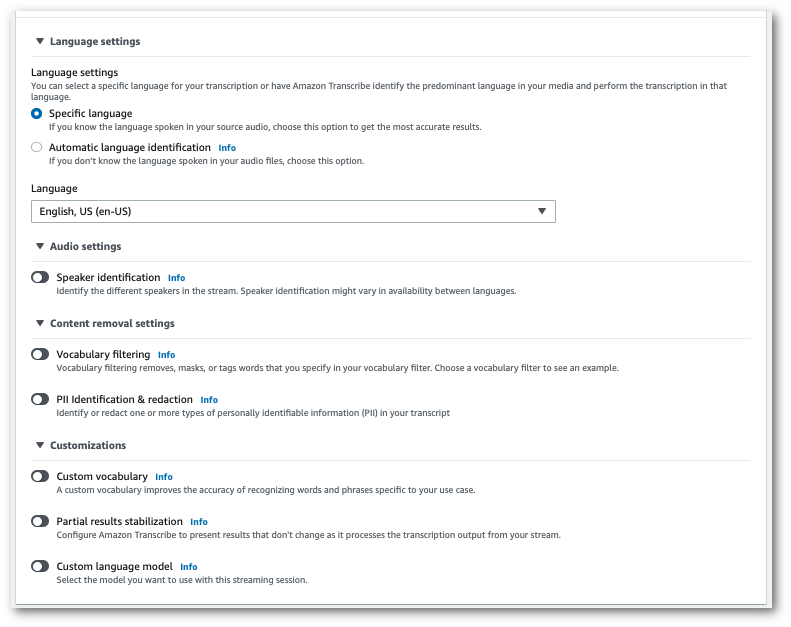 Language settings
Language settings
You can select a specific language for your transcription or have Amazon Transcribe identify the predominant language in your media and perform the transcription in that
language.
Specific language
If you know the language spoken in your source audio, choose this option to get the most accurate results.
Automatic language identification Info
If you don't know the language spoken in your audio files, choose this option.
Language
English, US (en-US)
Audio settings
Speaker identification Info
Identify the different speakers in the stream. Speaker identification might vary in availability between languages.
Content removal settings
Vocabulary filtering Info
Vocabulary filtering removes, masks, or tags words that you specify in your vocabulary filter. Choose a vocabulary filter to see an example.
PII Identification & redaction Info
Identify or redact one or more types of personally identifiable information (PII) in your transcript
Customizations
Custom vocabulary Info
A custom vocabulary improves the accuracy of recognizing words and phrases specific to your use case.
Partial results stabilization Info
Configure Amazon Transcribe to present results that don't change as it processes the transcription output from your stream.
Custom language model Info
Select the model you want to use with this streaming session.